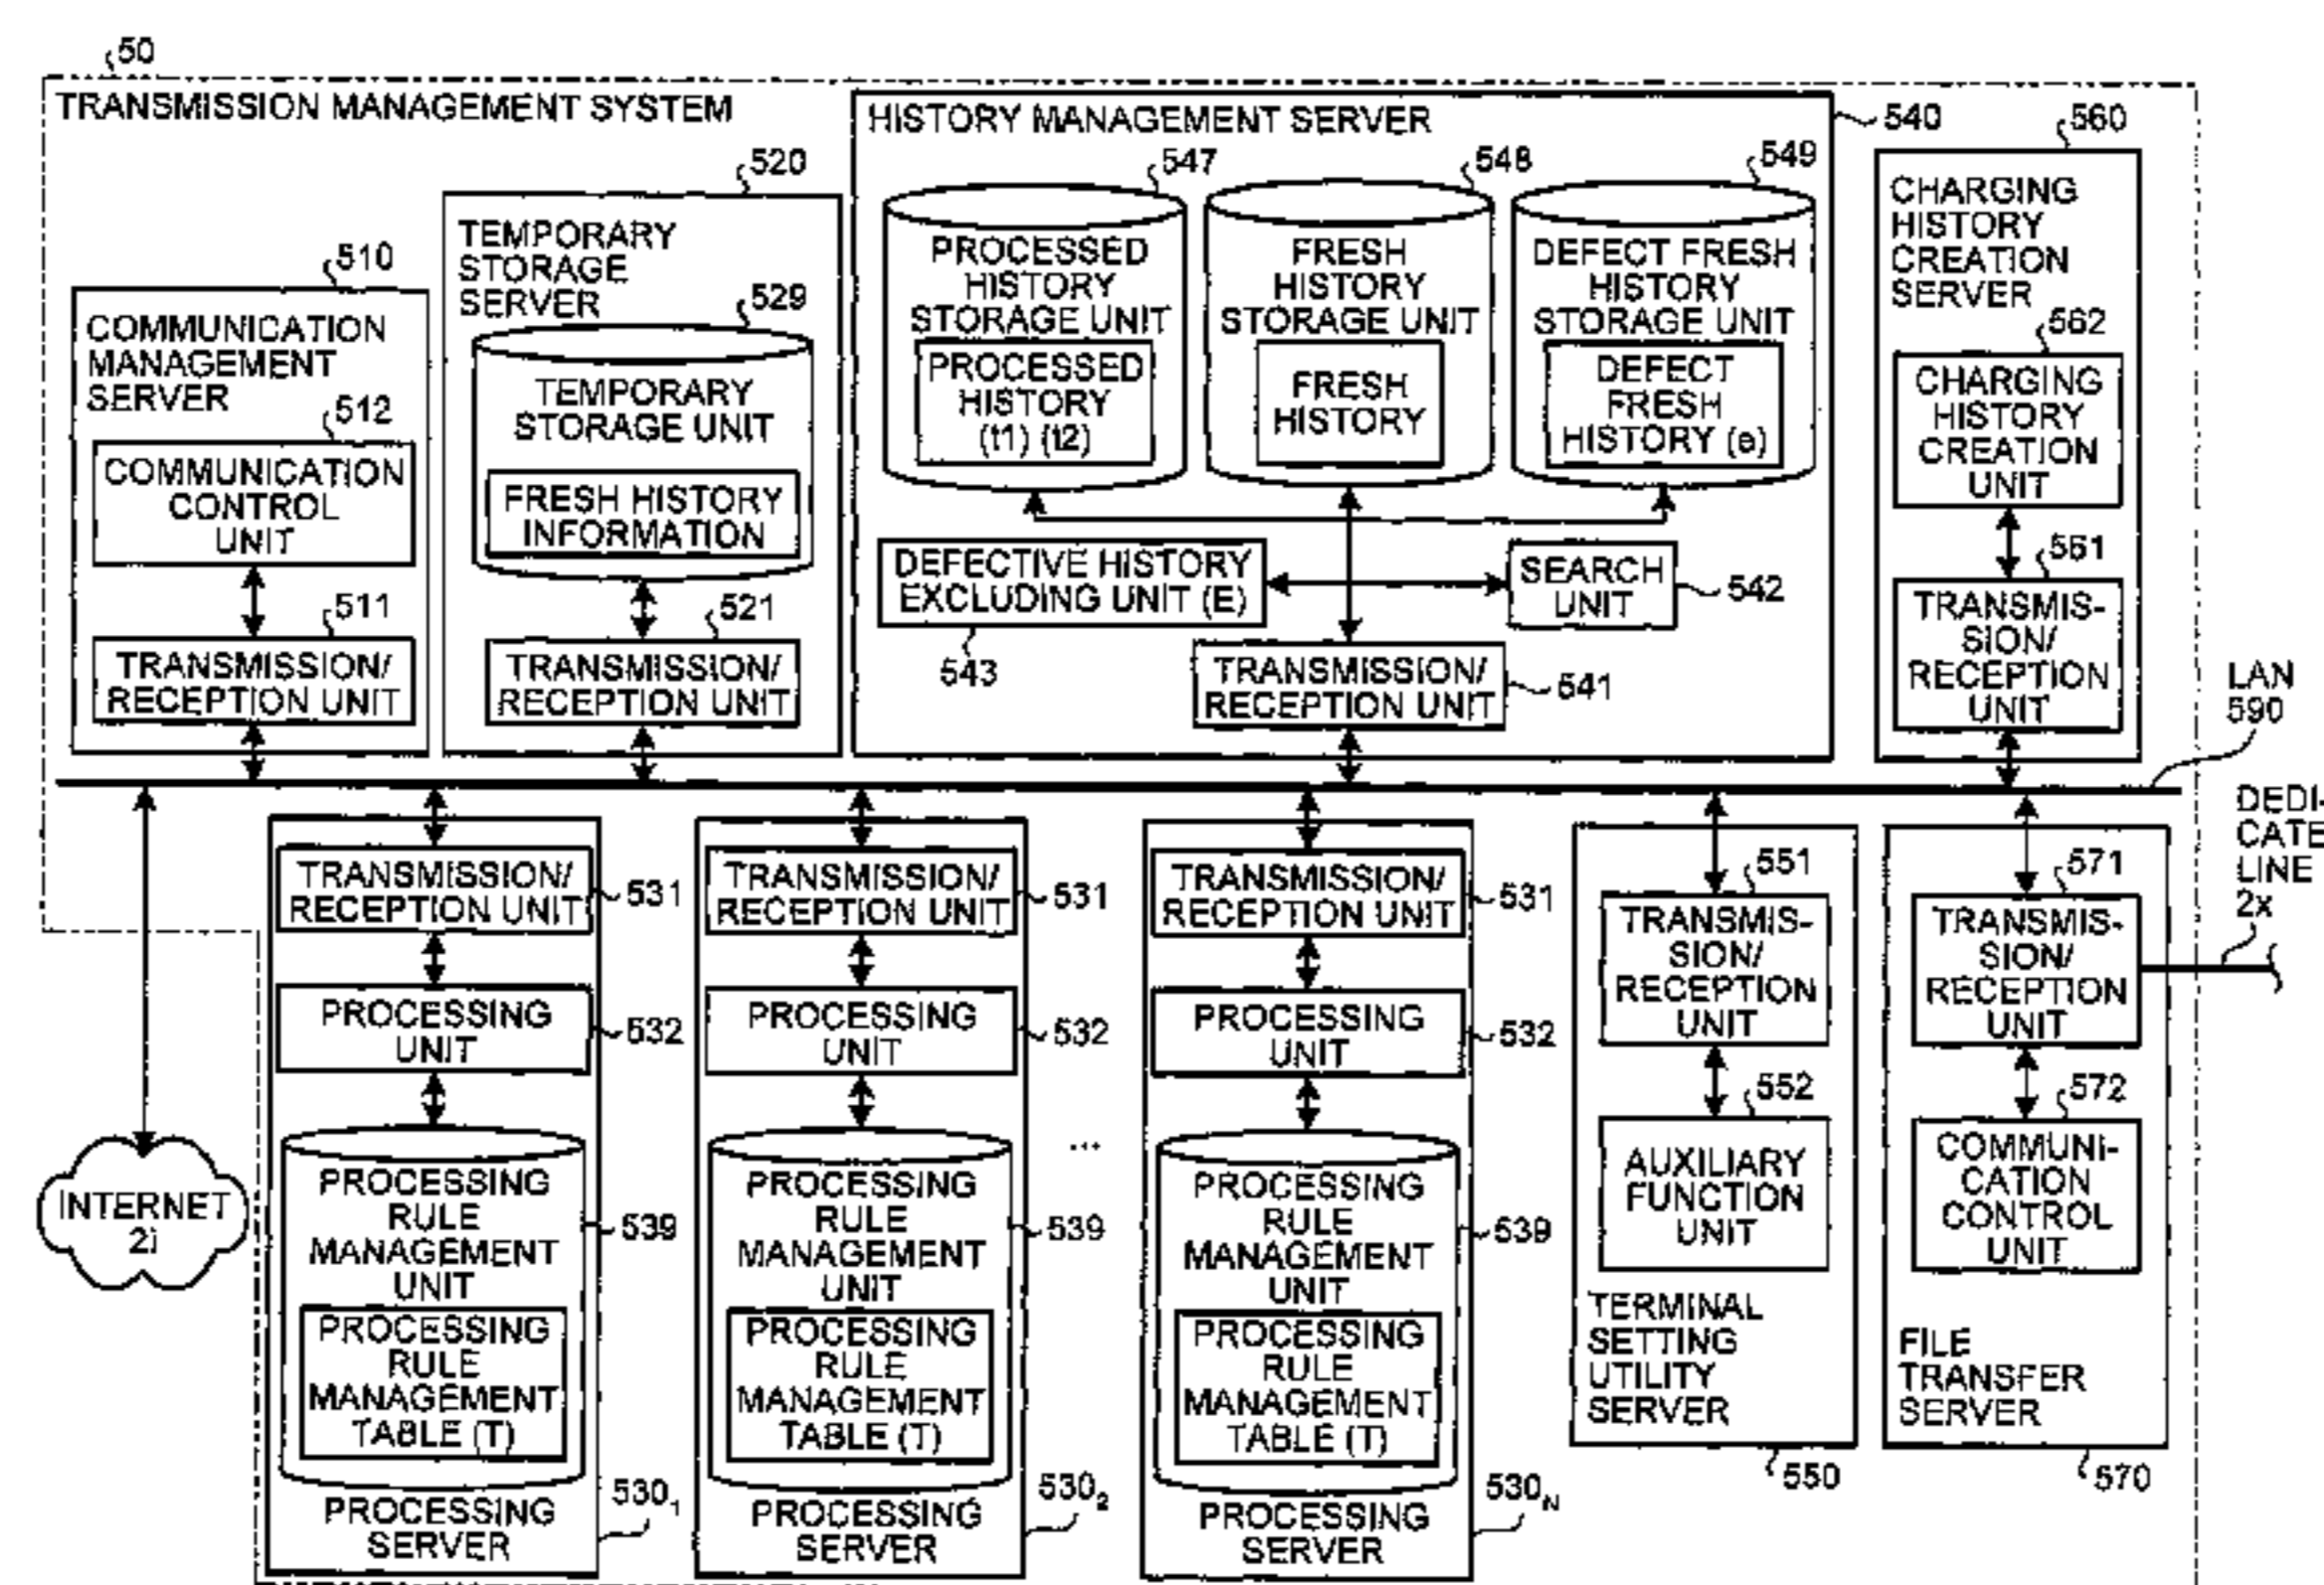 50
TRANSMISSION MANAGEMENT SYSTEM
510
COMMUNICATION
MANAGEMENT
SERVER
512
COMMUNICATION
CONTROL
UNIT
511
TRANSMISSION/
RECEPTION UNIT
520
TEMPORARY
STORAGE
SERVER
529
TEMPORARY
STORAGE UNIT
FRESH HISTORY
INFORMATION
521
TRANSMISSION/
RECEPTION UNIT
HISTORY MANAGEMENT SERVER
540
547
PROCESSED
HISTORY
STORAGE UNIT
PROCESSED
HISTORY
(t1) (t2)
548
FRESH
HISTORY
STORAGE UNIT
FRESH
HISTORY
549
DEFECT FRESH
HISTORY
STORAGE UNIT
DEFECT
FRESH
HISTORY (e)
DEFECTIVE HISTORY
EXCLUDING UNIT (E)
543
SEARCH
UNIT
542
TRANSMISSION/
RECEPTION UNIT
541
560
CHARGING
HISTORY
CREATION
SERVER
562
CHARGING
HISTORY
CREATION
UNIT
561
TRANSMIS-
SION/
RECEPTION
UNIT
LAN
590
DEDI-
CATE
LINE
2x
INTERNET
2i
TRANSMISSION/
RECEPTION UNIT
531
PROCESSING
UNIT
532
PROCESSING
RULE
MANAGEMENT
UNIT
539
PROCESSING
RULE
MANAGEMENT
TABLE (T)
PROCESSING
SERVER
530₁
TRANSMISSION/
RECEPTION UNIT
531
PROCESSING
UNIT
532
PROCESSING
RULE
MANAGEMENT
UNIT
539
PROCESSING
RULE
MANAGEMENT
TABLE (T)
PROCESSING
SERVER
530₂
...
TRANSMISSION/
RECEPTION UNIT
531
PROCESSING
UNIT
532
PROCESSING
RULE
MANAGEMENT
UNIT
539
PROCESSING
RULE
MANAGEMENT
TABLE (T)
PROCESSING
SERVER
530N
551
TRANSMIS-
SION/
RECEPTION
UNIT
552
AUXILIARY
FUNCTION
UNIT
TERMINAL
SETTING
UTILITY
SERVER
550
571
TRANSMIS-
SION/
RECEPTION
UNIT
572
COMMUNI-
CATION
CONTROL
UNIT
FILE
TRANSFER
SERVER
570